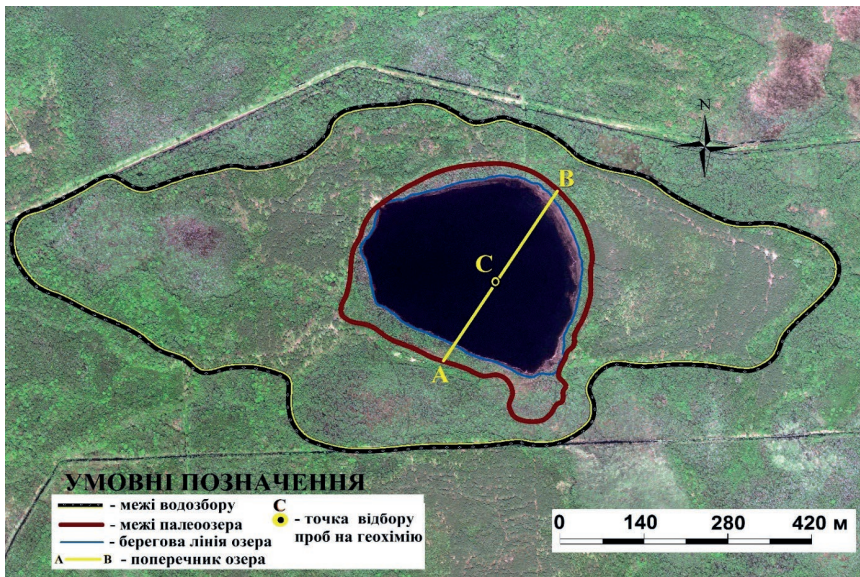 N
B
C
A
УМОВНІ ПОЗНАЧЕННЯ
- межі водозбору
- межі палеоозера
- берегова лінія озера
A B - поперечник озера
C
- точка відбору
проб на геохімію
0 140 280 420 м